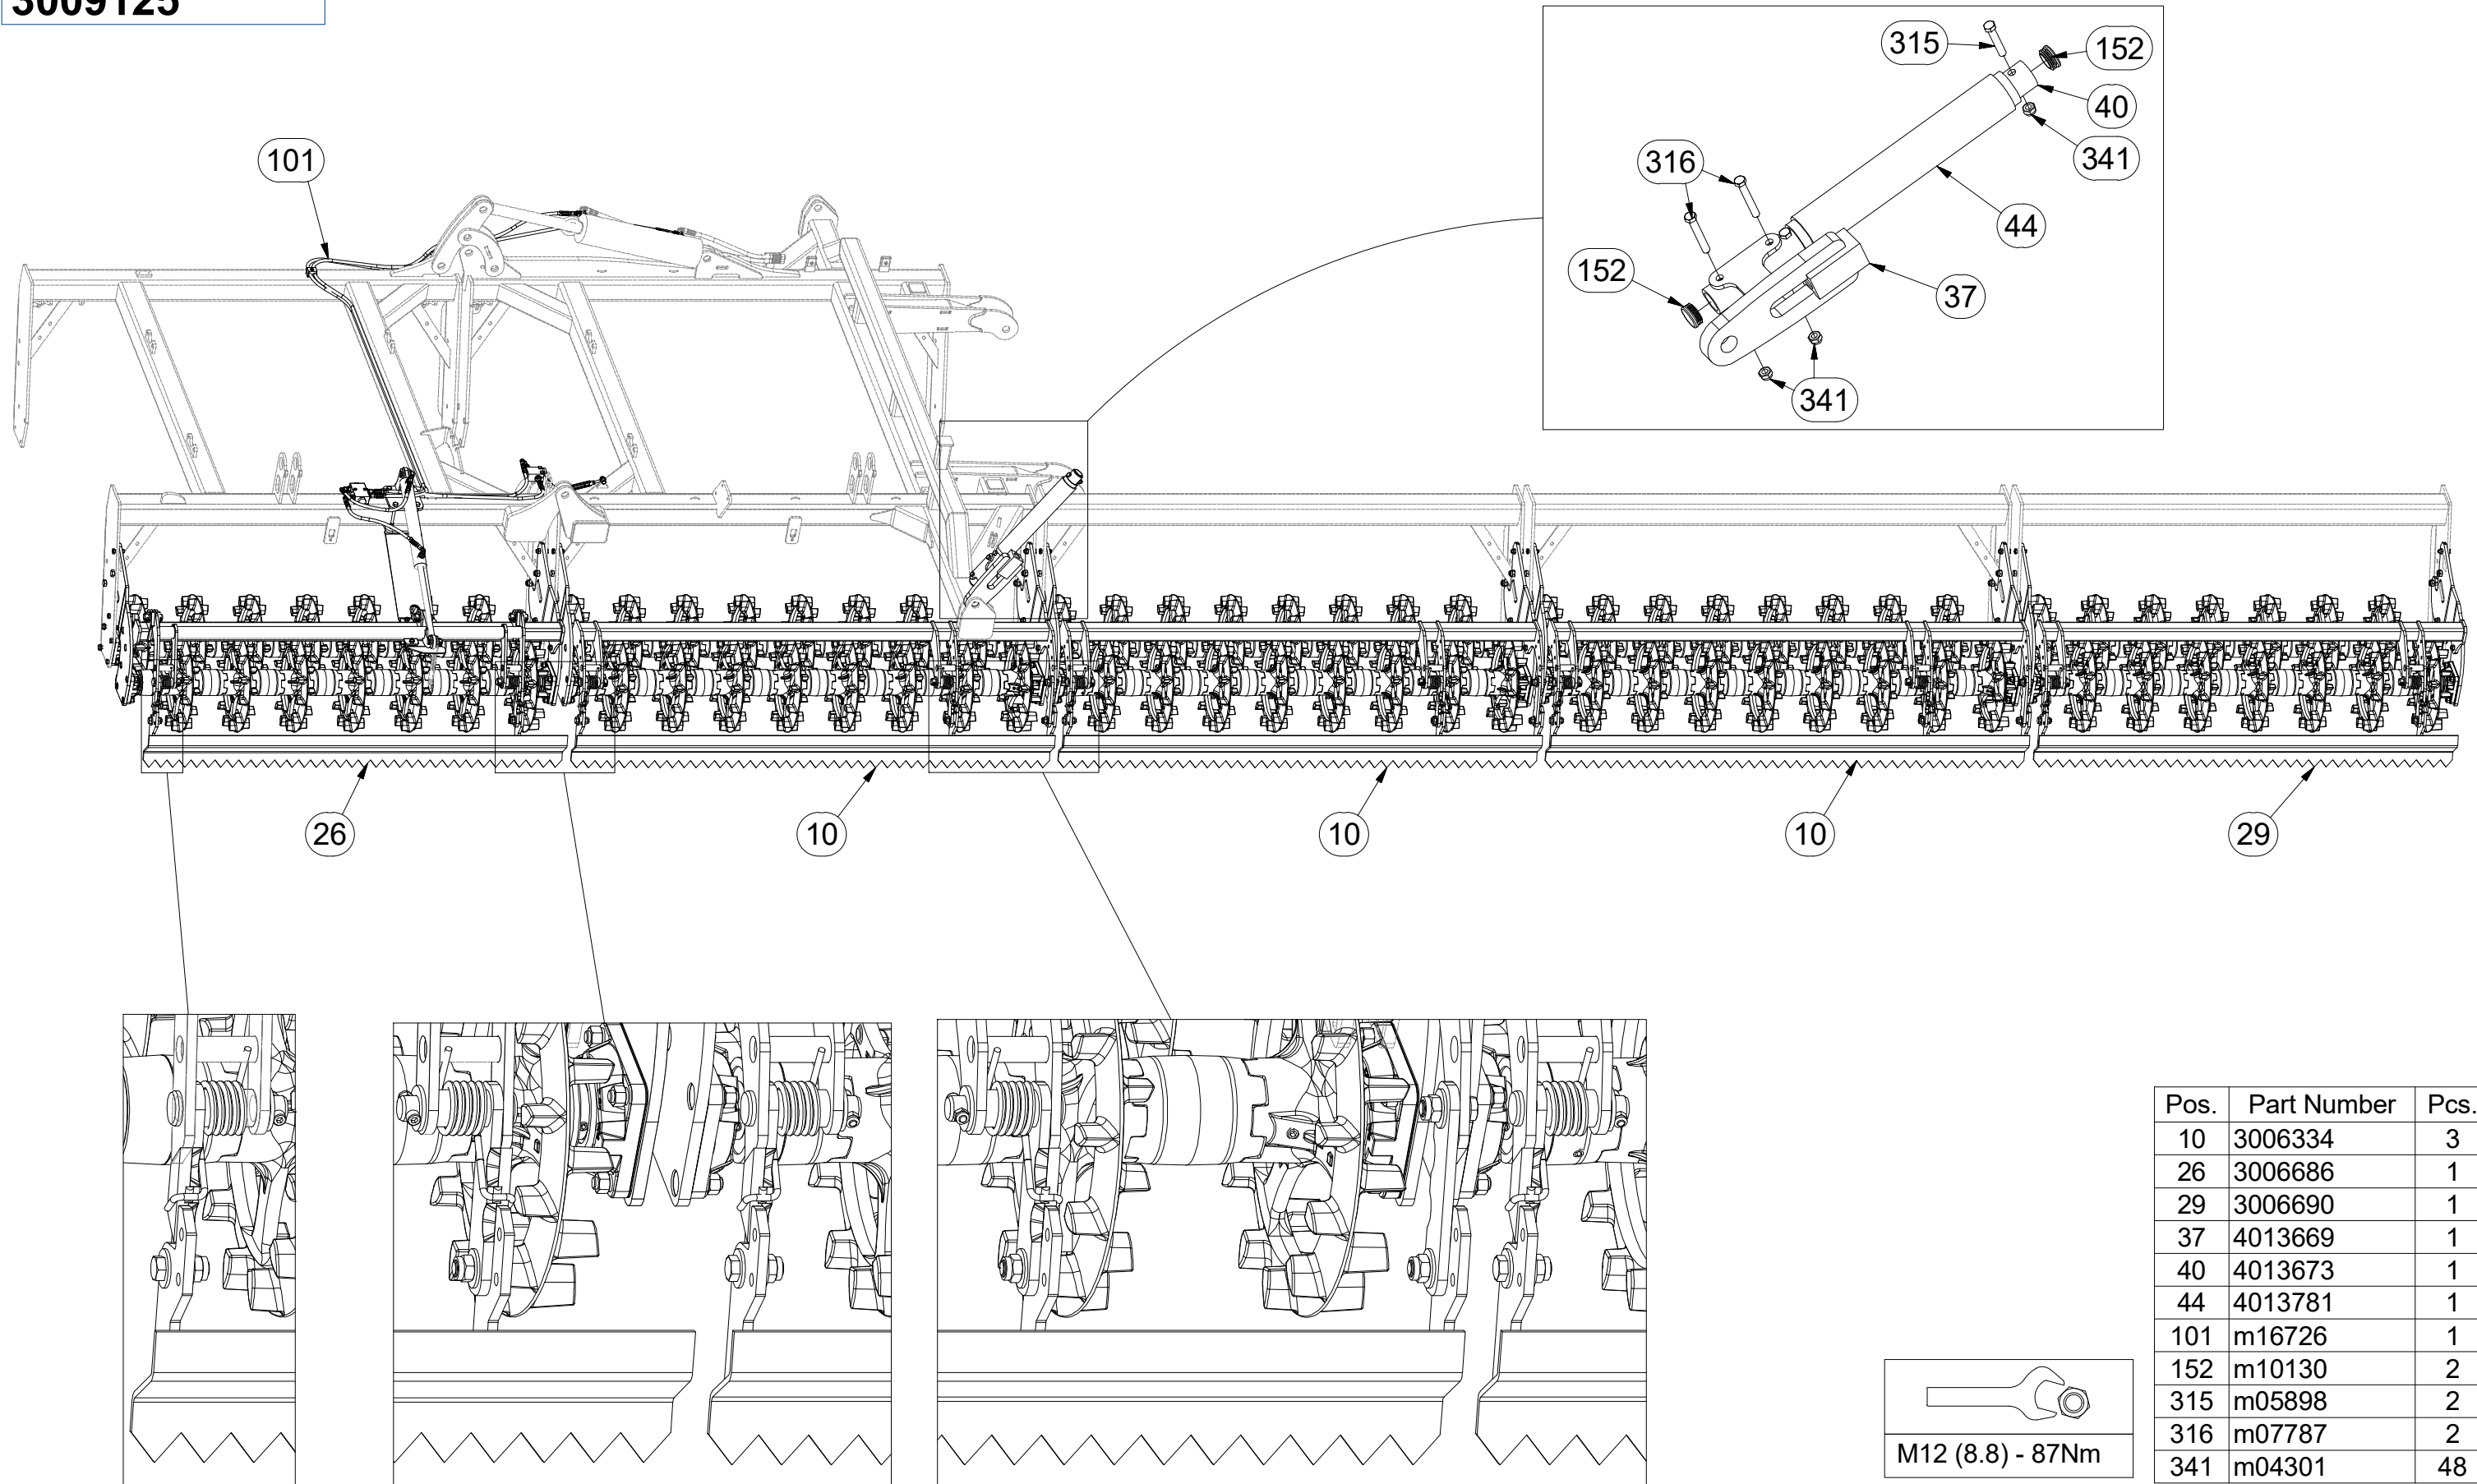 3009125
315
152
40
341
316
44
152
37
341
101
26
10
10
10
29
Pos. Part Number Pcs.
10 3006334 3
26 3006686 1
29 3006690 1
37 4013669 1
40 4013673 1
44 4013781 1
101 m16726 1
152 m10130 2
315 m05898 2
316 m07787 2
341 m04301 48
M12 (8.8) - 87Nm